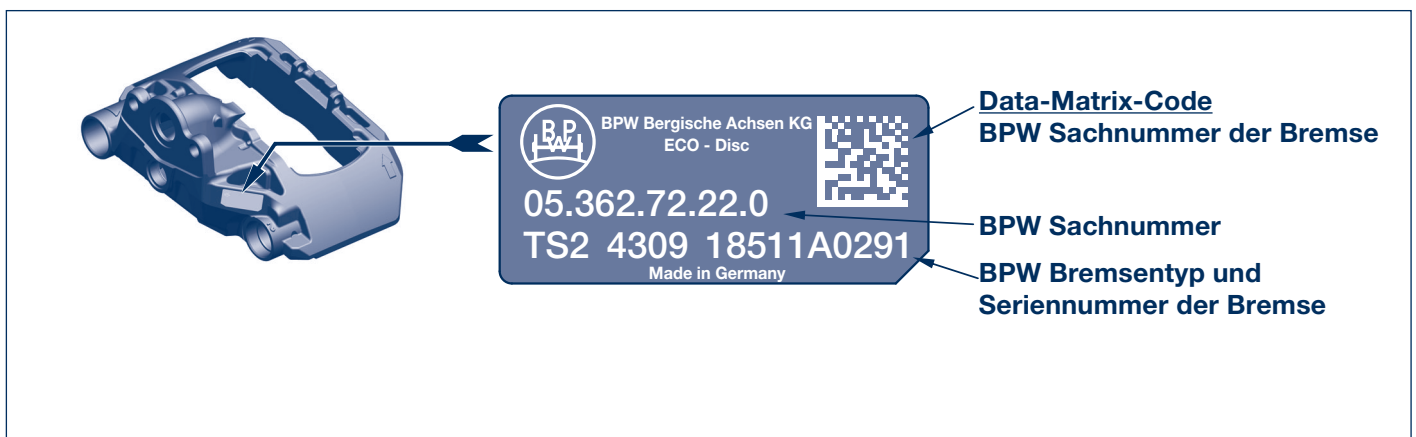 BPW
BPW Bergische Achsen KG
ECO - Disc
05.362.72.22.0
TS2 4309 18511A0291
Made in Germany
Data-Matrix-Code
BPW Sachnummer der Bremse
BPW Sachnummer
BPW Bremsentyp und
Seriennummer der Bremse